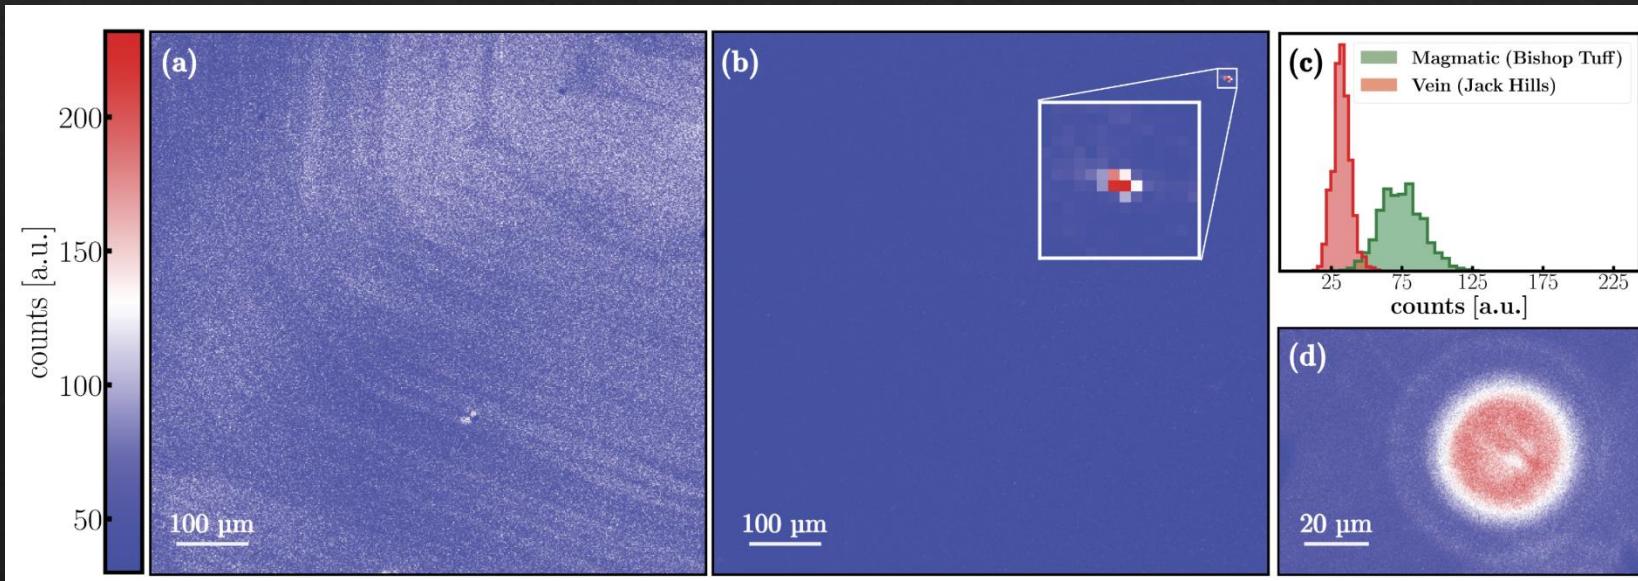 counts [a.u.]
200
150
100
50
(a)
100 µm
(b)
100 µm
(c)
Magmatic (Bishop Tuff)
Vein (Jack Hills)
25 75 125 175 225
counts [a.u.]
(d)
20 µm